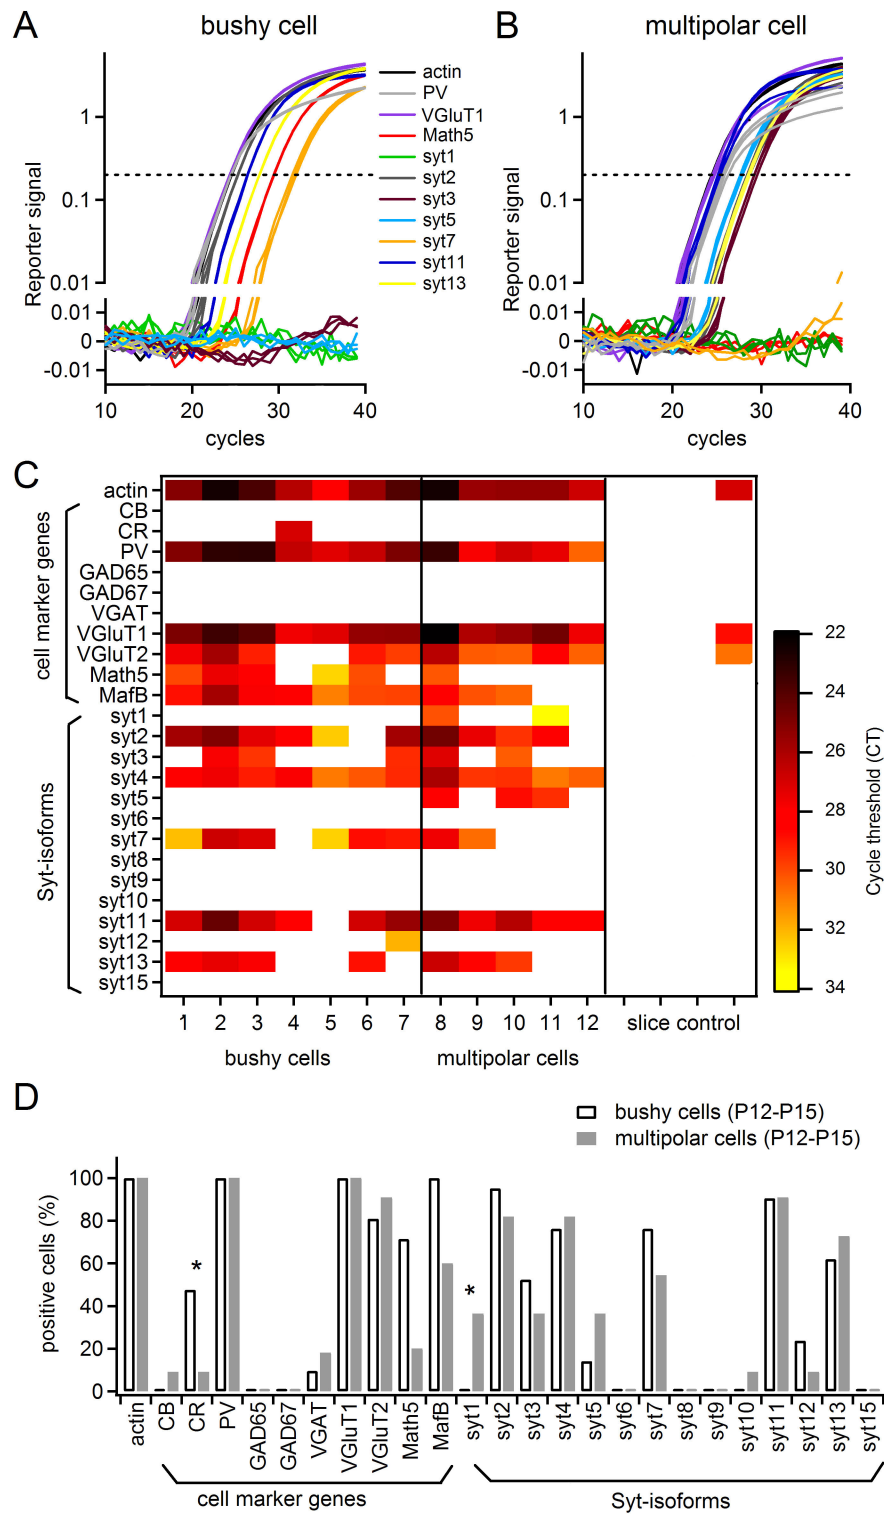 A
bushy cell
B
multipolar cell
Reporter signal
1
0.1
0.01
0.01
0
-0.01
10
20
30
40
cycles
actin
PV
VGluT1
Math5
syt1
syt2
syt3
syt5
syt7
syt11
syt13
Reporter signal
1
0.1
0.01
0.01
0
-0.01
10
20
30
40
cycles
C
cell marker genes
Syt-isoforms
actin
CB
CR
PV
GAD65
GAD67
VGAT
VGluT1
VGluT2
Math5
MafB
syt1
syt2
syt3
syt4
syt5
syt6
syt7
syt8
syt9
syt10
syt11
syt12
syt13
syt15
1 2 3 4 5 6 7 8 9 10 11 12 slice control
bushy cells multipolar cells
22
24
26
28
30
32
34
Cycle threshold (CT)
D
bushy cells (P12-P15)
multipolar cells (P12-P15)
positive cells (%)
100
80
60
40
20
0
*
*
actin
CB
CR
PV
GAD65
GAD67
VGAT
VGluT1
VGluT2
Math5
MafB
syt1
syt2
syt3
syt4
syt5
syt6
syt7
syt8
syt9
syt10
syt11
syt12
syt13
syt15
cell marker genes
Syt-isoforms